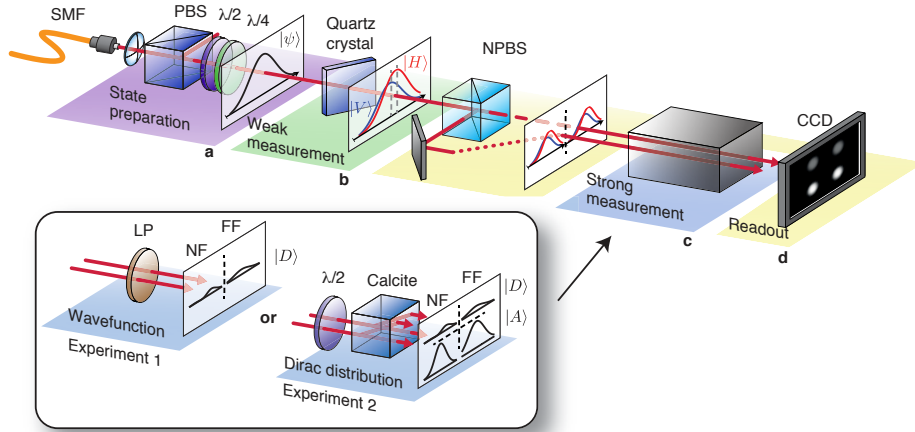 SMF
PBS
λ/2
λ/4
|ψ⟩
Quartz
crystal
|H⟩
|V⟩
NPBS
CCD
State
preparation
a
Weak
measurement
b
Strong
measurement
c
Readout
d
LP
NF
FF
|D⟩
Wavefunction
Experiment 1
or
λ/2
Calcite
NF
FF
|D⟩
|A⟩
Dirac distribution
Experiment 2